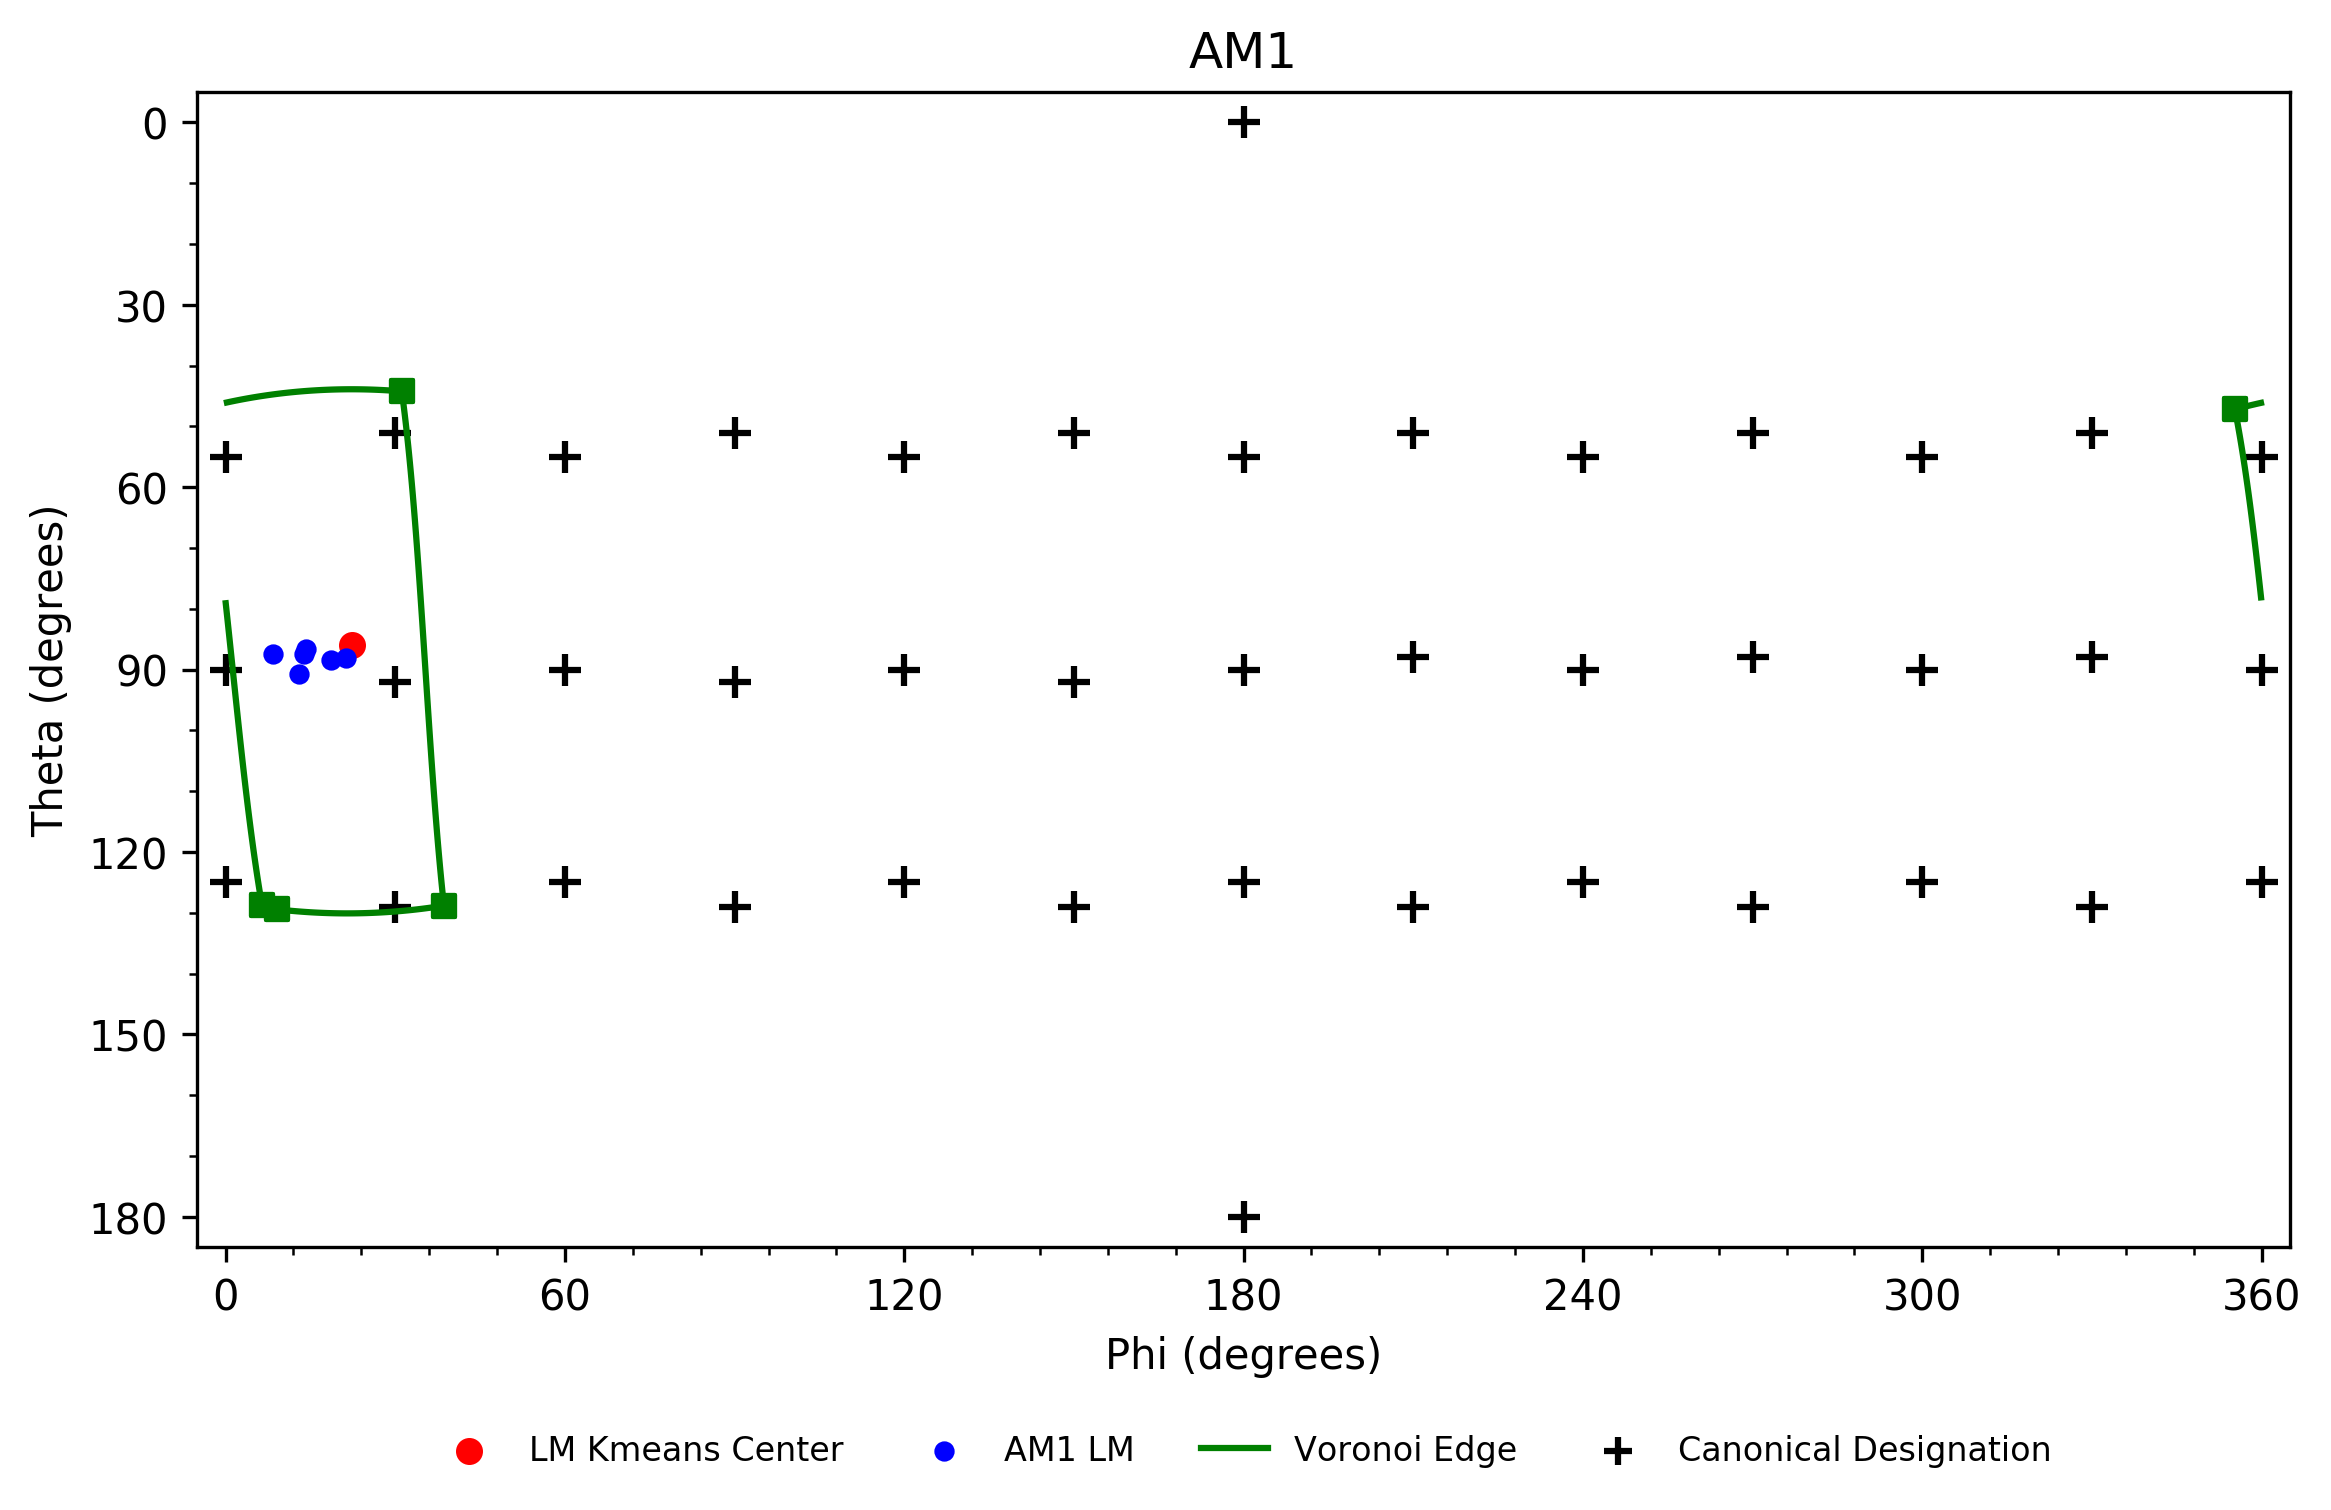 AM1
0
30
60
90
120
150
180
Theta (degrees)
0 60 120 180 240 300 360
Phi (degrees)
LM Kmeans Center AM1 LM Voronoi Edge Canonical Designation